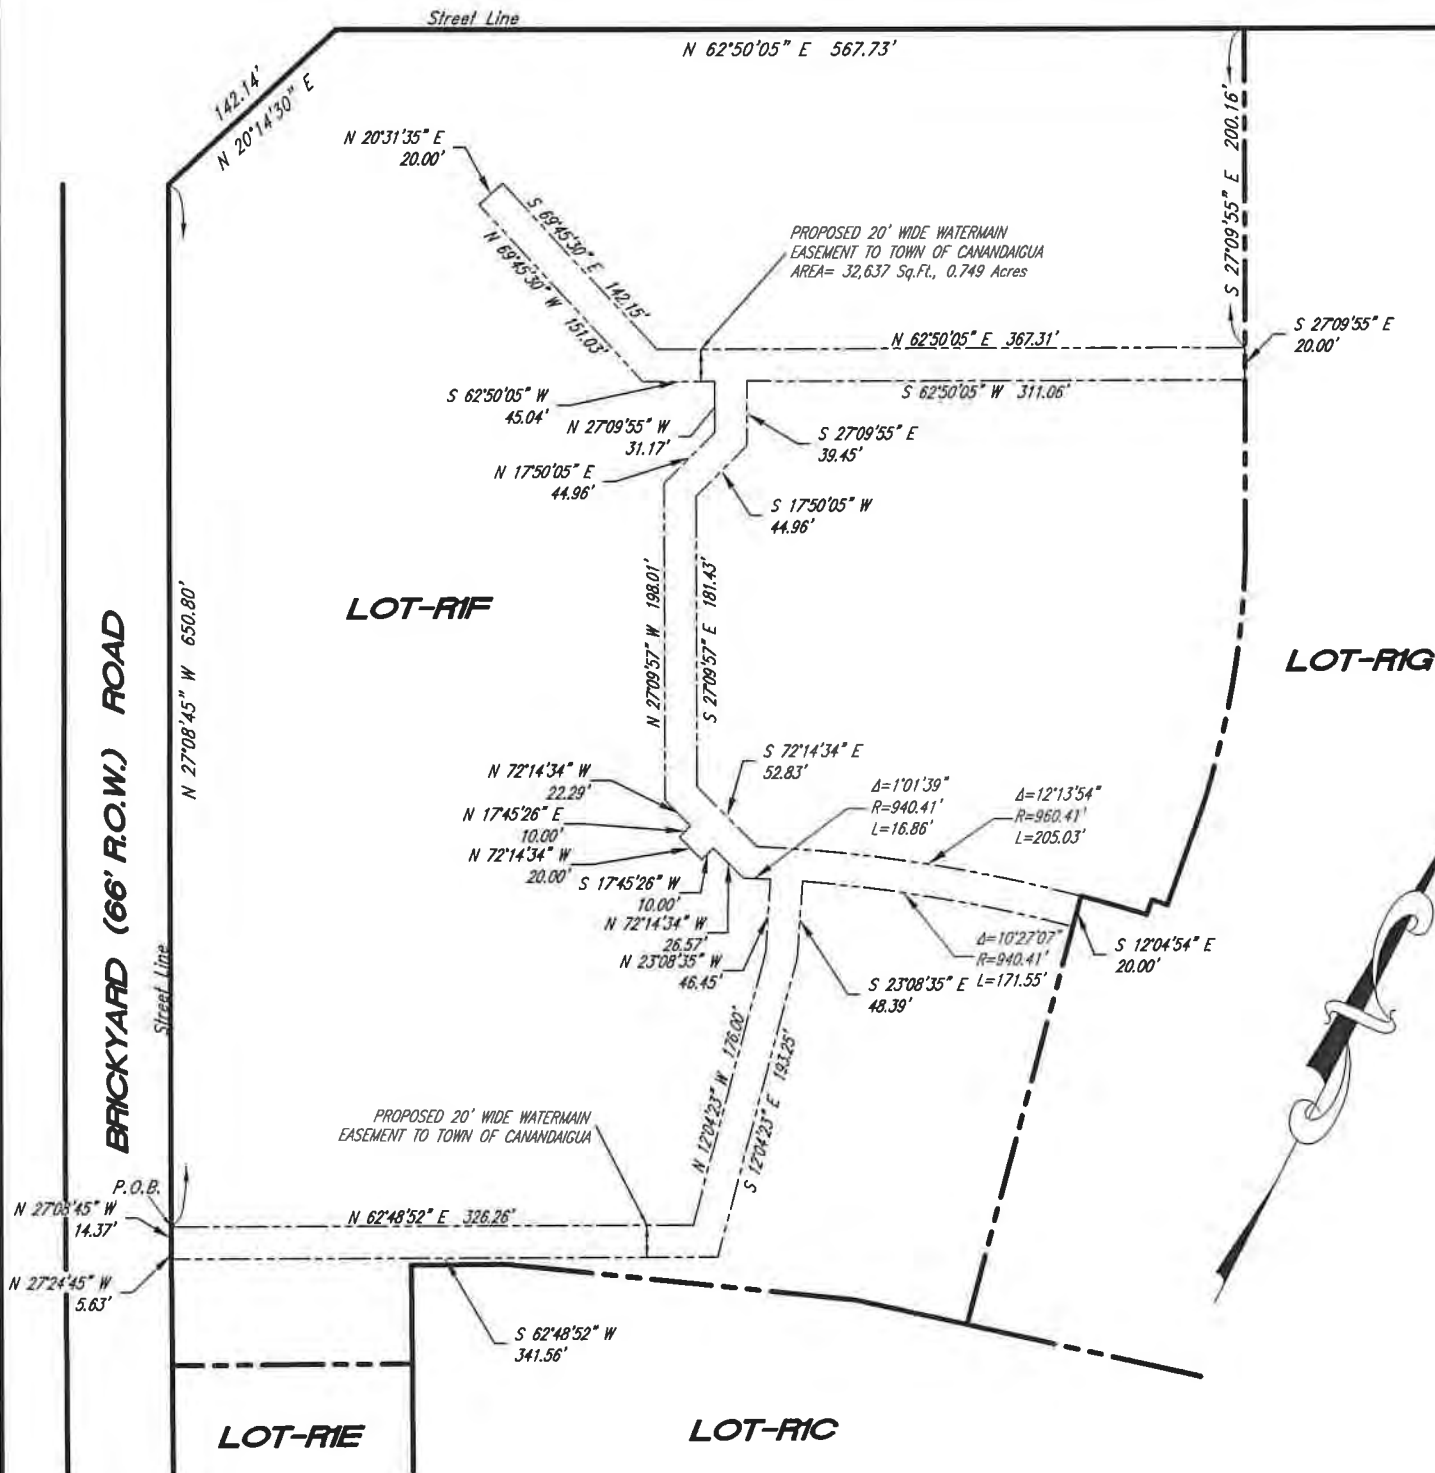 Street Line
N 62°50'05" E 567.73'
142.14'
N 20°14'30" E
S 27°09'55" E 200.16'
N 20°31'35" E
20.00'
S 69°45'30" E 142.15'
N 69°45'30" W 151.03'
PROPOSED 20' WIDE WATERMAIN
EASEMENT TO TOWN OF CANANDAIGUA
AREA= 32,637 Sq.Ft., 0.749 Acres
N 62°50'05" E 367.31'
S 27°09'55" E
20.00'
S 62°50'05" W
45.04'
S 62°50'05" W 311.06'
N 27°09'55" W
31.17'
S 27°09'55" E
39.45'
N 17°50'05" E
44.96'
S 17°50'05" W
44.96'
N 27°08'45" W 650.80'
LOT-R1F
N 27°09'57" W 198.01'
S 27°09'57" E 181.43'
LOT-R1G
BRICKYARD (66' R.O.W.) ROAD
Street Line
N 72°14'34" W
22.29'
S 72°14'34" E
52.83'
Δ=1°01'39"
R=940.41'
L=16.86'
Δ=12°13'54"
R=960.41'
L=205.03'
N 17°45'26" E
10.00'
N 72°14'34" W
20.00'
S 17°45'26" W
10.00'
N 72°14'34" W
26.57'
N 23°08'35" W
46.45'
Δ=10°27'07"
R=940.41'
L=171.55'
S 12°04'54" E
20.00'
S 23°08'35" E
48.39'
N 12°04'23" W 176.00'
S 12°04'23" E 193.25'
PROPOSED 20' WIDE WATERMAIN
EASEMENT TO TOWN OF CANANDAIGUA
P.O.B.
N 27°08'45" W
14.37'
N 62°48'52" E 326.26'
N 27°24'45" W
5.63'
S 62°48'52" W
341.56'
LOT-R1E
LOT-R1C